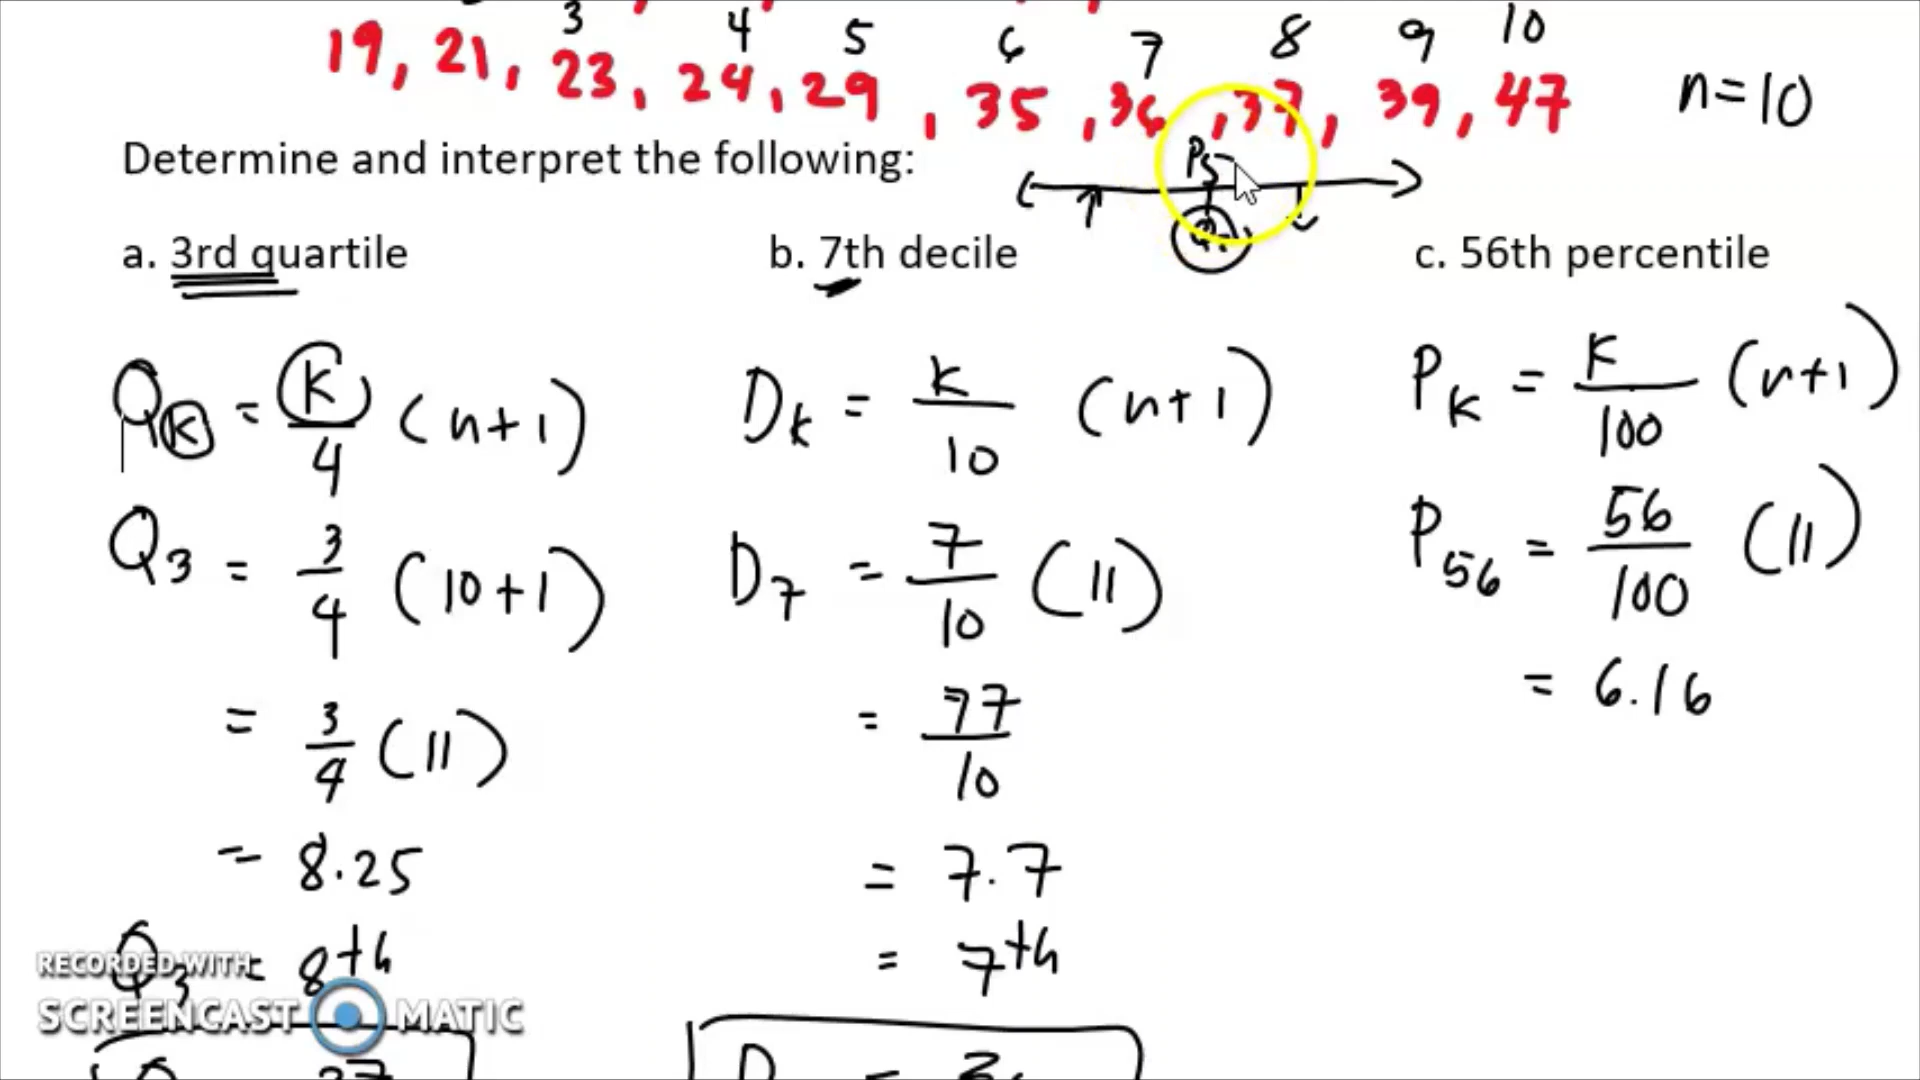 3 4 5 6 7 8 9 10
19, 21, 23, 24, 29, 35, 36, 37, 39, 47 n=10
Determine and interpret the following:
a. 3rd quartile b. 7th decile c. 56th percentile
Qk = k/4 (n+1) Dk = k/10 (n+1) Pk = k/100 (n+1)
Q3 = 3/4 (10+1) D7 = 7/10 (11) P56 = 56/100 (11)
= 3/4 (11) = 77/10 = 6.16
= 8.25 = 7.7
Q3 = 8th = 7th
RECORDED WITH
SCREENCAST MATIC
37